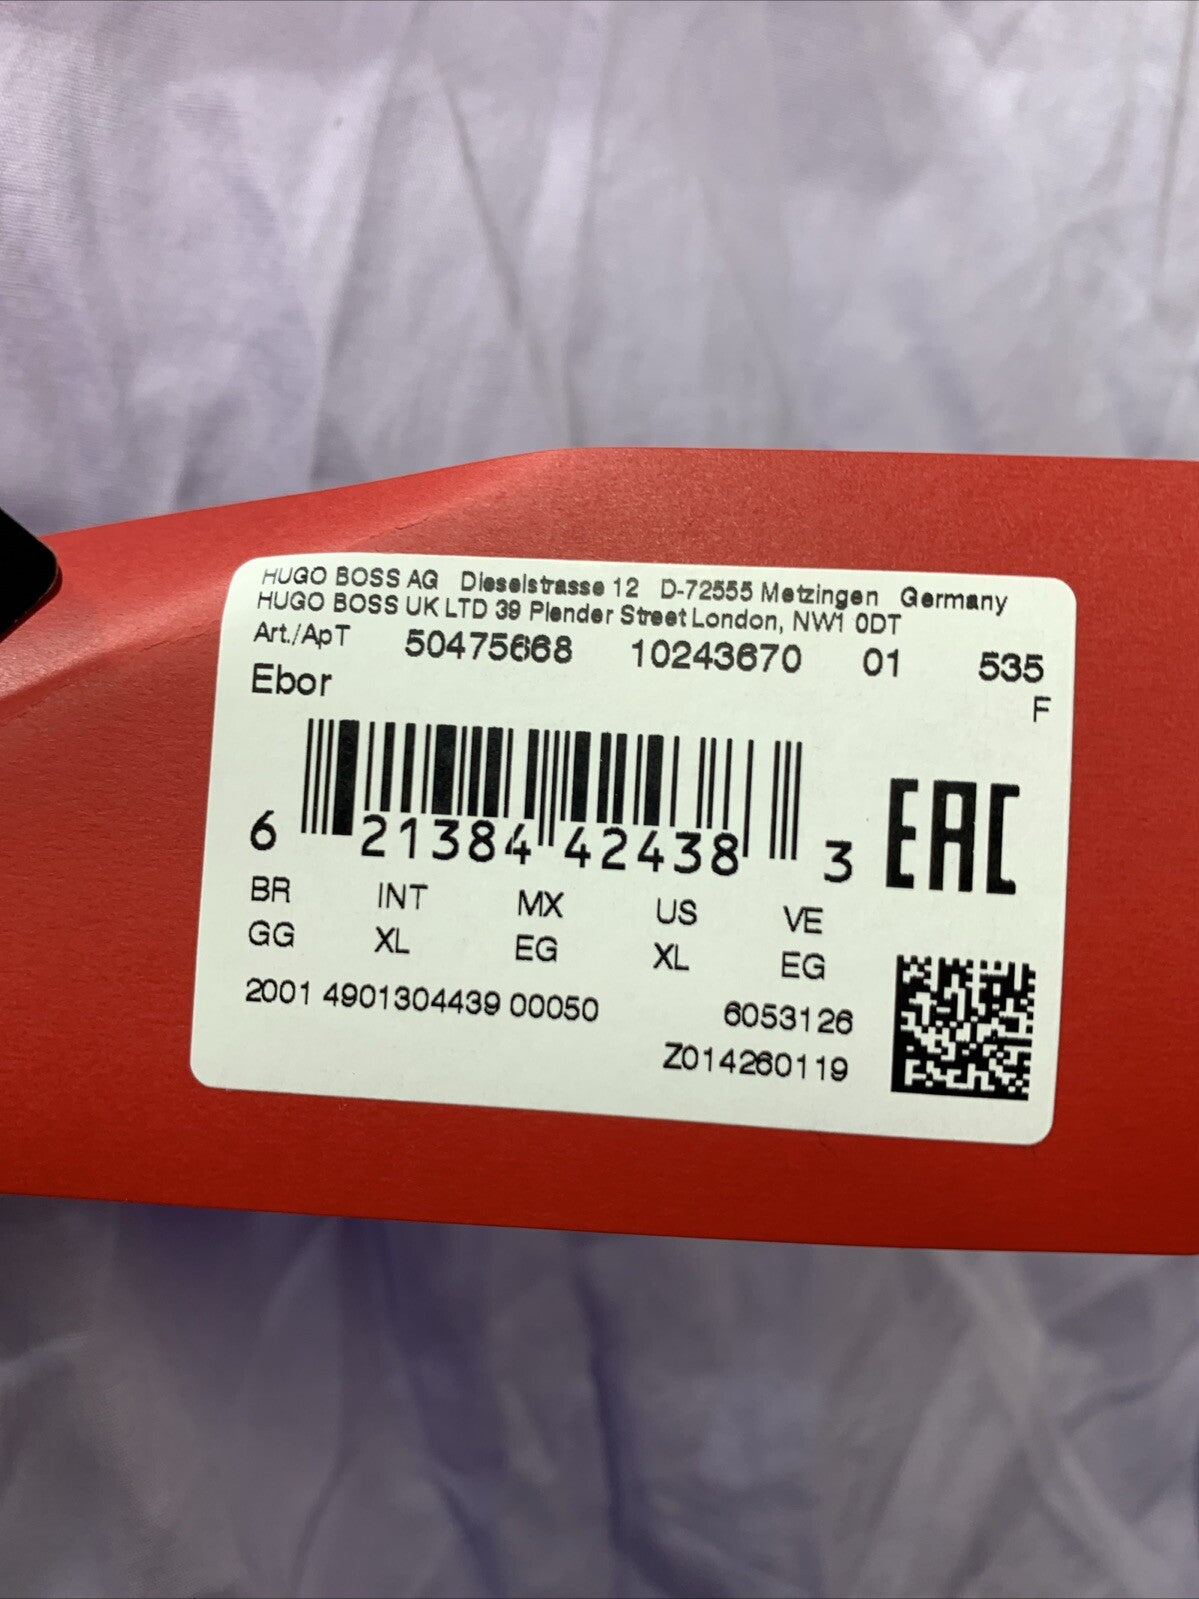 HUGO BOSS AG Dieselstrasse 12 D-72555 Metzingen Germany
HUGO BOSS UK LTD 39 Plender Street London, NW1 0DT
Art./ApT 50475668 10243670 01 535
Ebor F
6 21384 42438 3 EAC
BR INT MX US VE
GG XL EG XL EG
2001 4901304439 00050 6053126
Z014260119